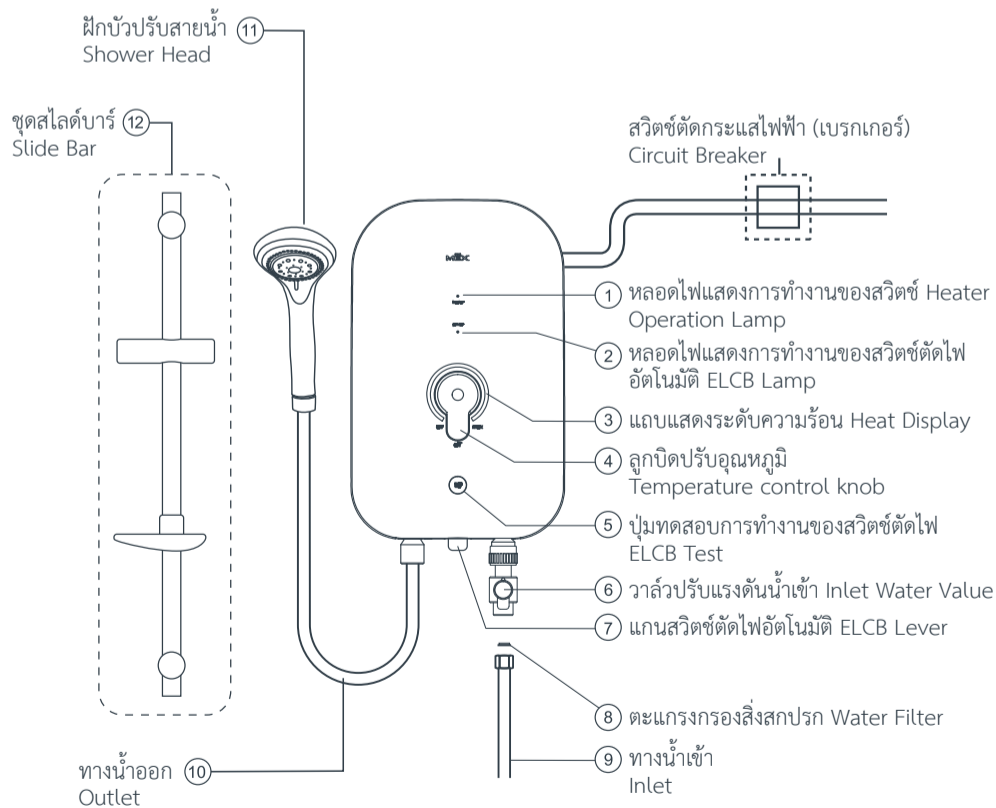 ฝักบัวปรับสายน้ำ 11
Shower Head
ชุดสไลด์บาร์ 12
Slide Bar
สวิตช์ตัดกระแสไฟฟ้า (เบรกเกอร์)
Circuit Breaker
1 หลอดไฟแสดงการทำงานของสวิตช์ Heater
Operation Lamp
2 หลอดไฟแสดงการทำงานของสวิตช์ตัดไฟ
อัตโนมัติ ELCB Lamp
3 แถบแสดงระดับความร้อน Heat Display
4 ลูกบิดปรับอุณหภูมิ
Temperature control knob
5 ปุ่มทดสอบการทำงานของสวิตช์ตัดไฟ
ELCB Test
6 วาล์วปรับแรงดันน้ำเข้า Inlet Water Value
7 แกนสวิตช์ตัดไฟอัตโนมัติ ELCB Lever
8 ตะแกรงกรองสิ่งสกปรก Water Filter
9 ทางน้ำเข้า
Inlet
ทางน้ำออก 10
Outlet